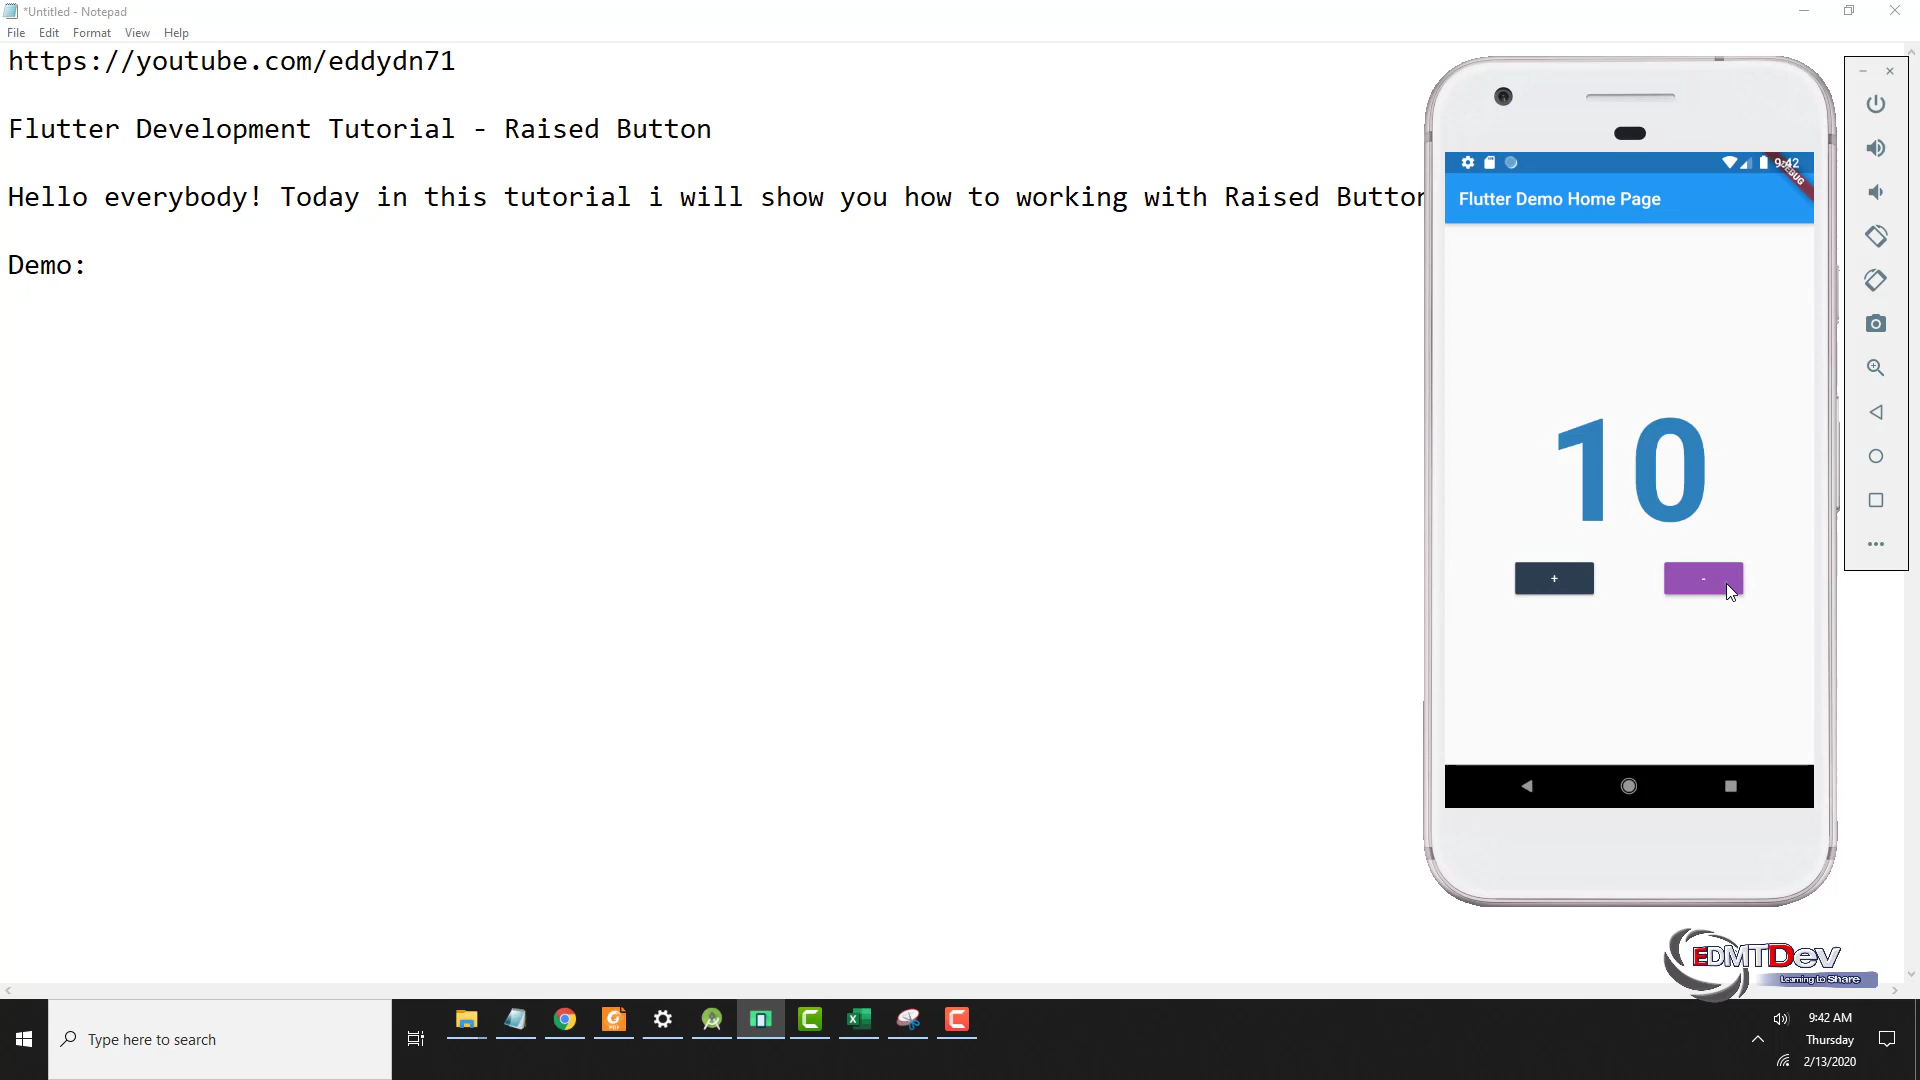 *Untitled - Notepad
File Edit Format View Help
https://youtube.com/eddydn71
Flutter Development Tutorial - Raised Button
Hello everybody! Today in this tutorial i will show you how to working with Raised Button
Demo:
9:42
DEBUG
Flutter Demo Home Page
10
+ -
EDMTDev
Learning to Share
Type here to search
9:42 AM
Thursday
2/13/2020